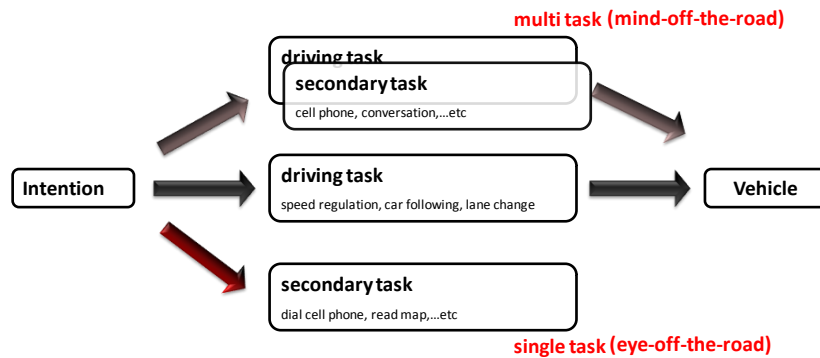 multi task (mind-off-the-road)
driving task
secondary task
cell phone, conversation,...etc
Intention
driving task
speed regulation, car following, lane change
Vehicle
secondary task
dial cell phone, read map,...etc
single task (eye-off-the-road)